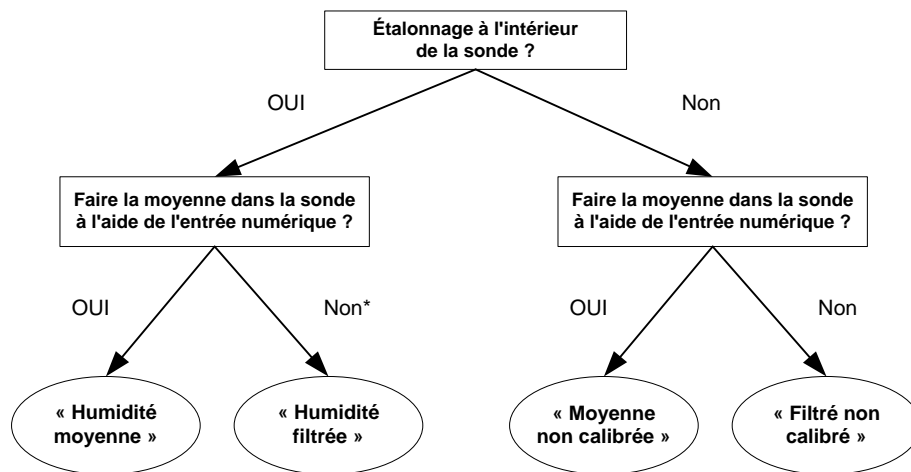 Étalonnage à l'intérieur
de la sonde ?
OUI
Non
Faire la moyenne dans la sonde
à l'aide de l'entrée numérique ?
Faire la moyenne dans la sonde
à l'aide de l'entrée numérique ?
OUI
Non*
OUI
Non
« Humidité
moyenne »
« Humidité
filtrée »
« Moyenne
non calibrée »
« Filtré non
calibré »